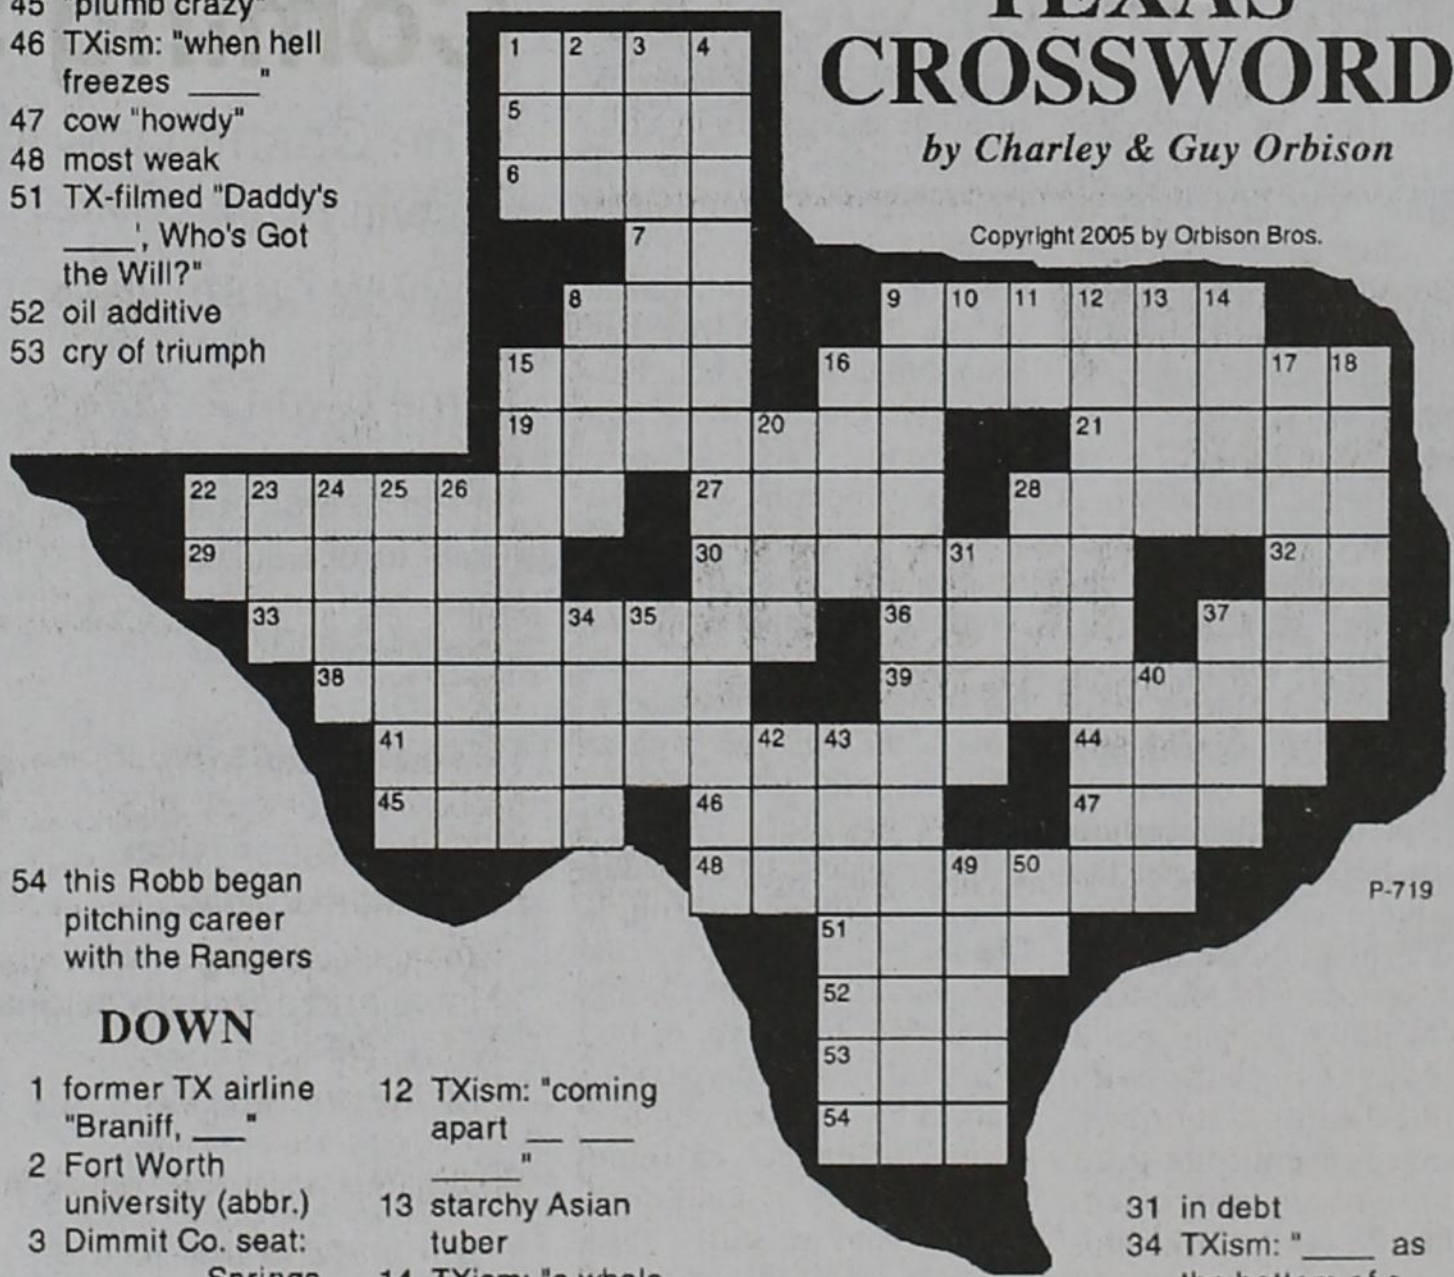 45 "plumb crazy"
46 TXism: "when hell
freezes ____"
47 cow "howdy"
48 most weak
51 TX-filmed "Daddy's
____', Who's Got
the Will?"
52 oil additive
53 cry of triumph
54 this Robb began
pitching career
with the Rangers
TEXAS
CROSSWORD
by Charley & Guy Orbison
Copyright 2005 by Orbison Bros.
1 2 3 4
5
6
7
8 9 10 11 12 13 14
15 16 17 18
19 20 21
22 23 24 25 26 27 28
29 30 31 32
33 34 35 36 37
38 39 40
41 42 43 44
45 46 47
48 49 50
51
52
53
54
P-719
DOWN
1 former TX airline
"Braniff, ___"
2 Fort Worth
university (abbr.)
3 Dimmit Co. seat:
Springs
12 TXism: "coming
apart __ ___
_____"
13 starchy Asian
tuber
14 TXism: "a whole
31 in debt
34 TXism: "____ as